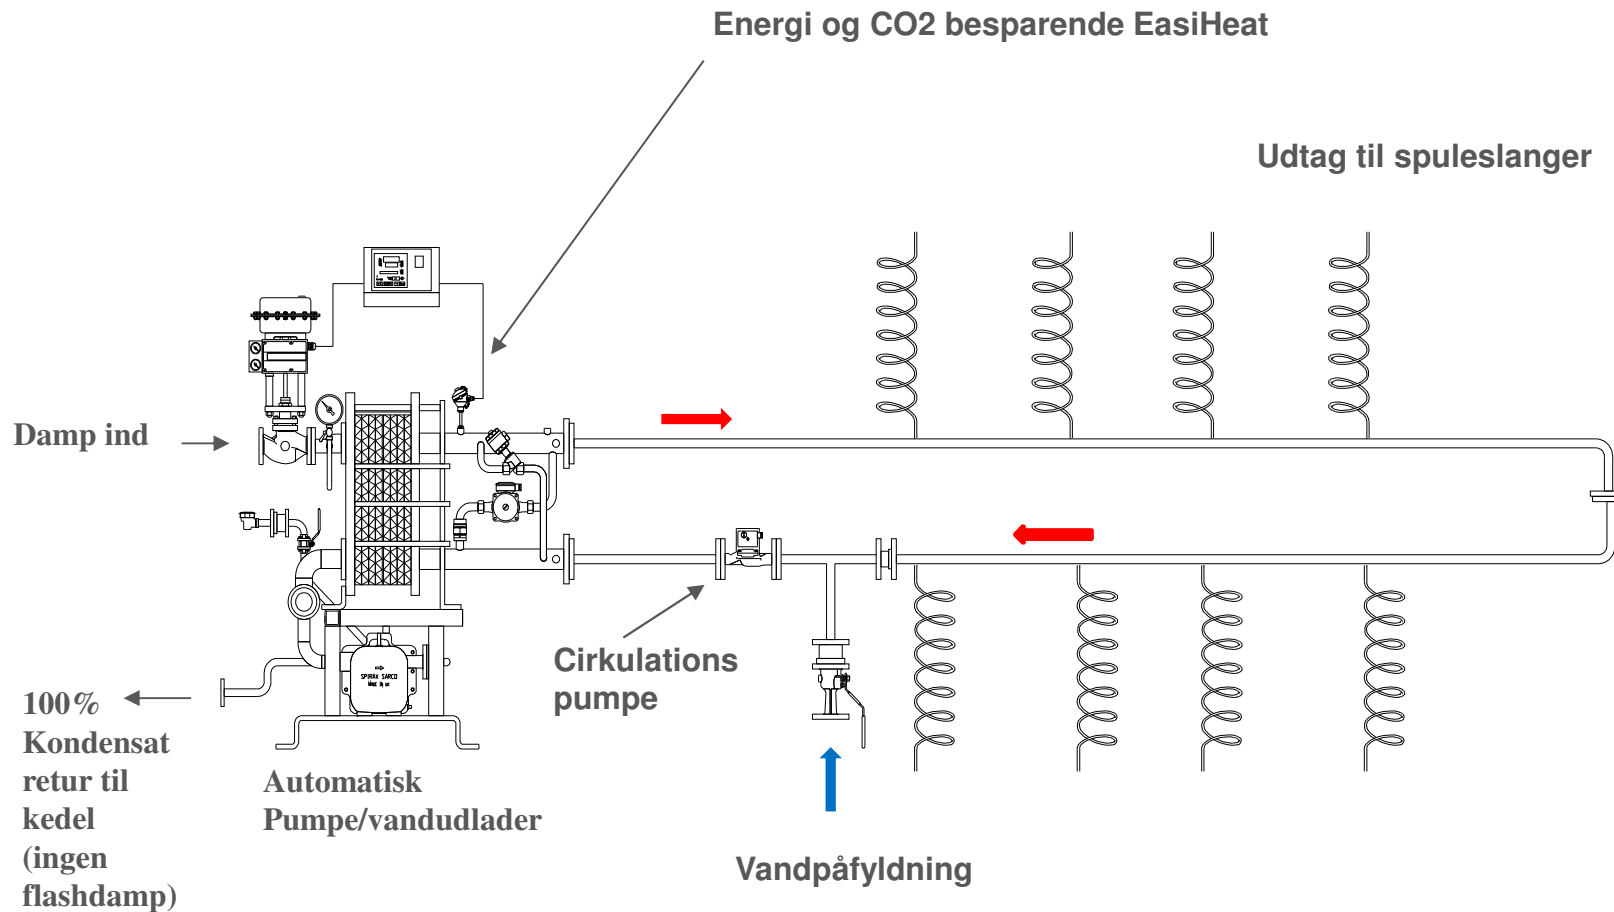 Energi og CO2 besparende EasiHeat
Udtag til spuleslanger
Damp ind
SPIRAX SARCO
Cirkulations
pumpe
100%
Kondensat
retur til
kedel
(ingen
flashdamp)
Automatisk
Pumpe/vandudlader
Vandpåfyldning